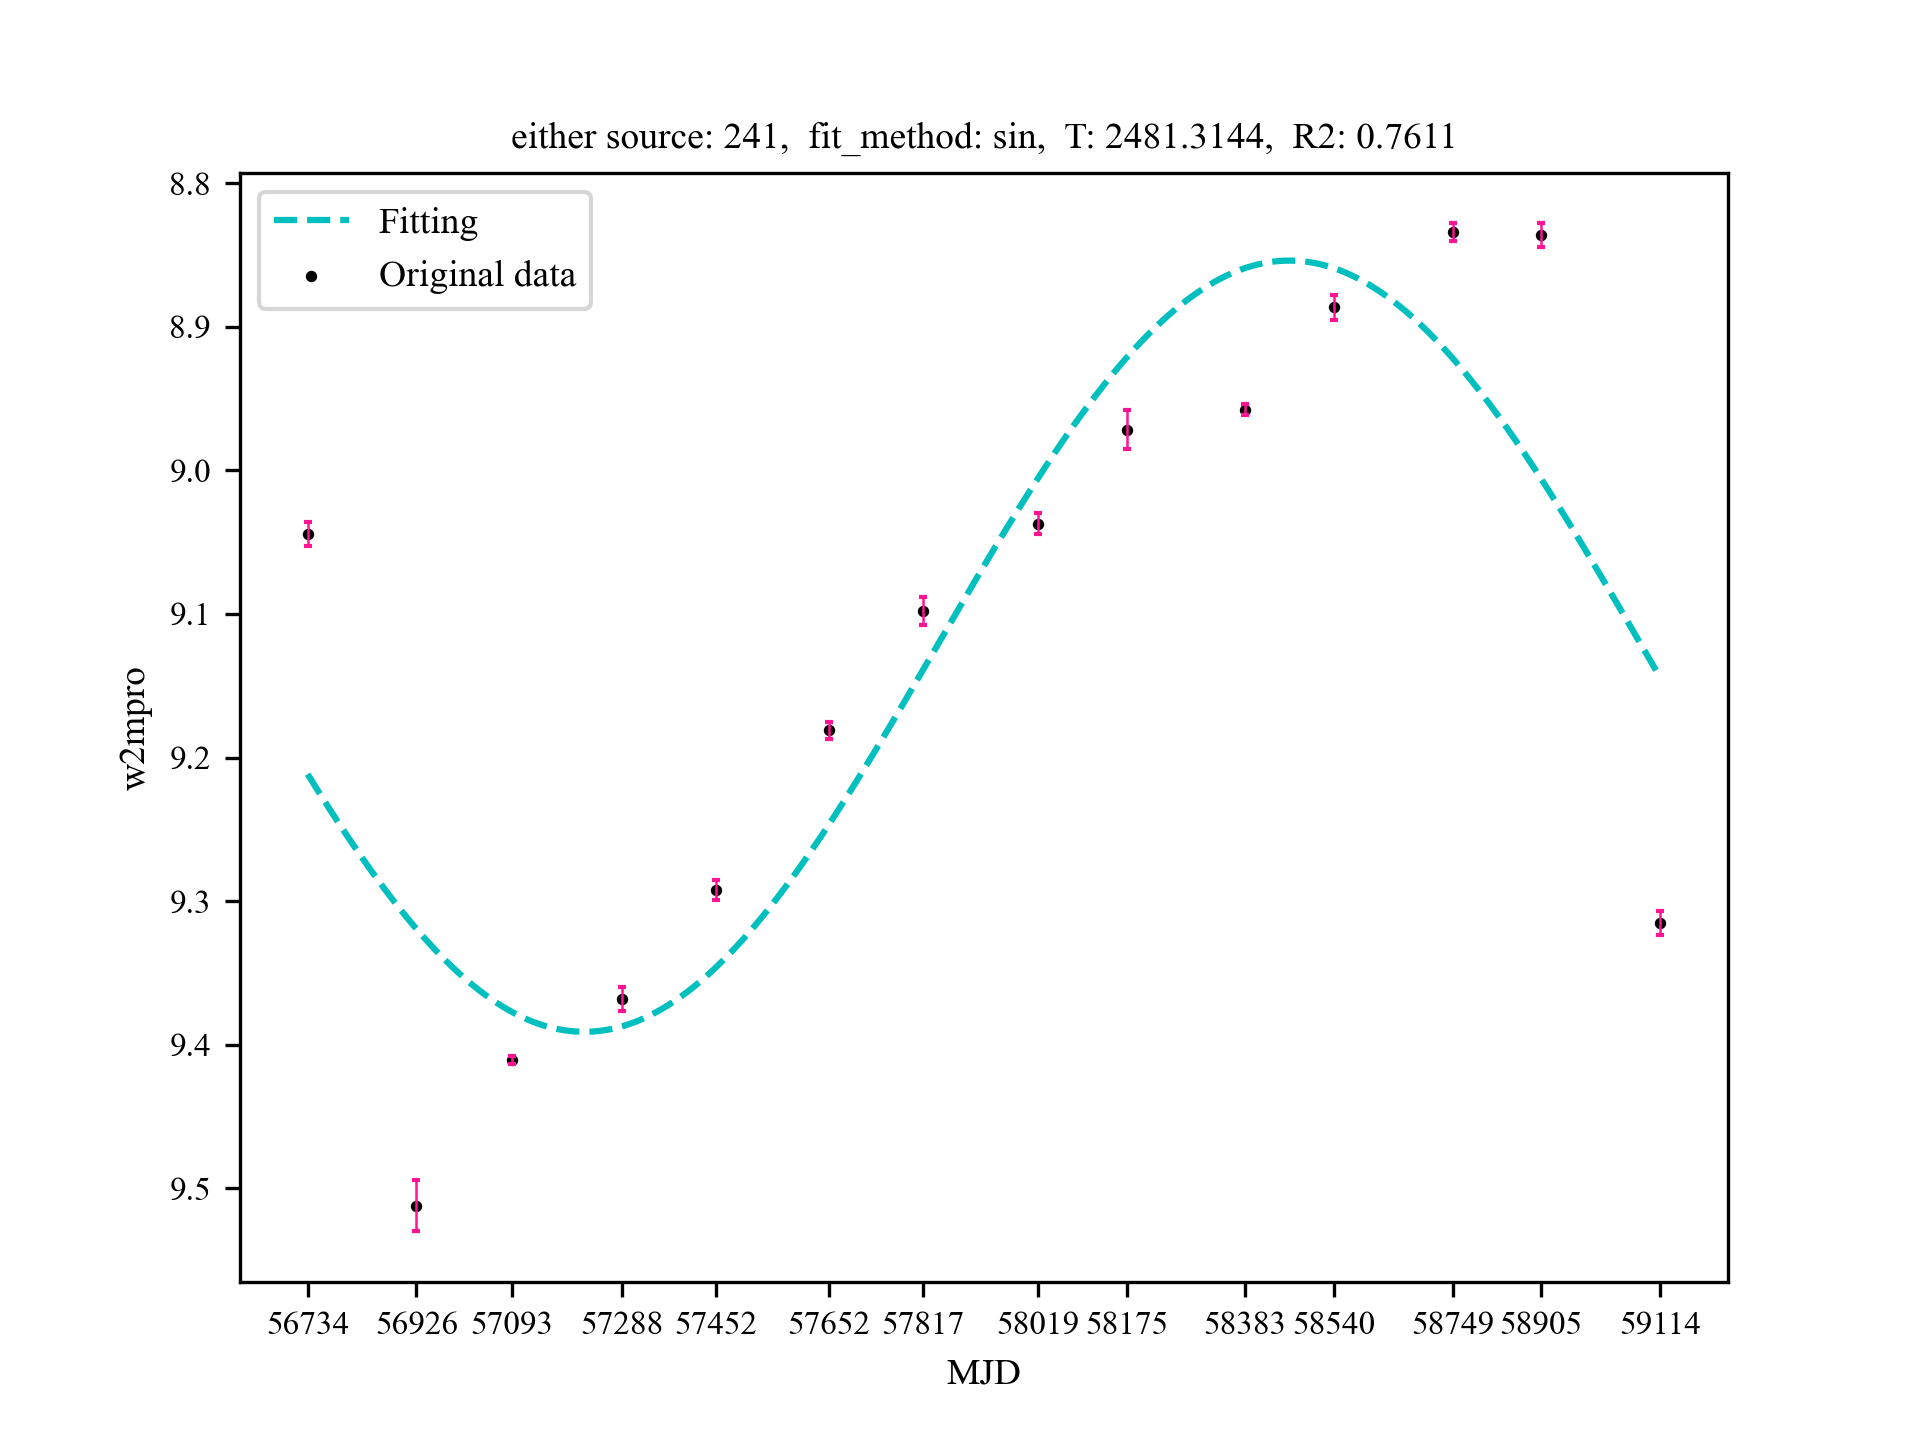 either source: 241,  fit_method: sin,  T: 2481.3144,  R2: 0.7611
Fitting
Original data
8.8
8.9
9.0
9.1
9.2
9.3
9.4
9.5
w2mpro
56734 56926 57093 57288 57452 57652 57817 58019 58175 58383 58540 58749 58905 59114
MJD